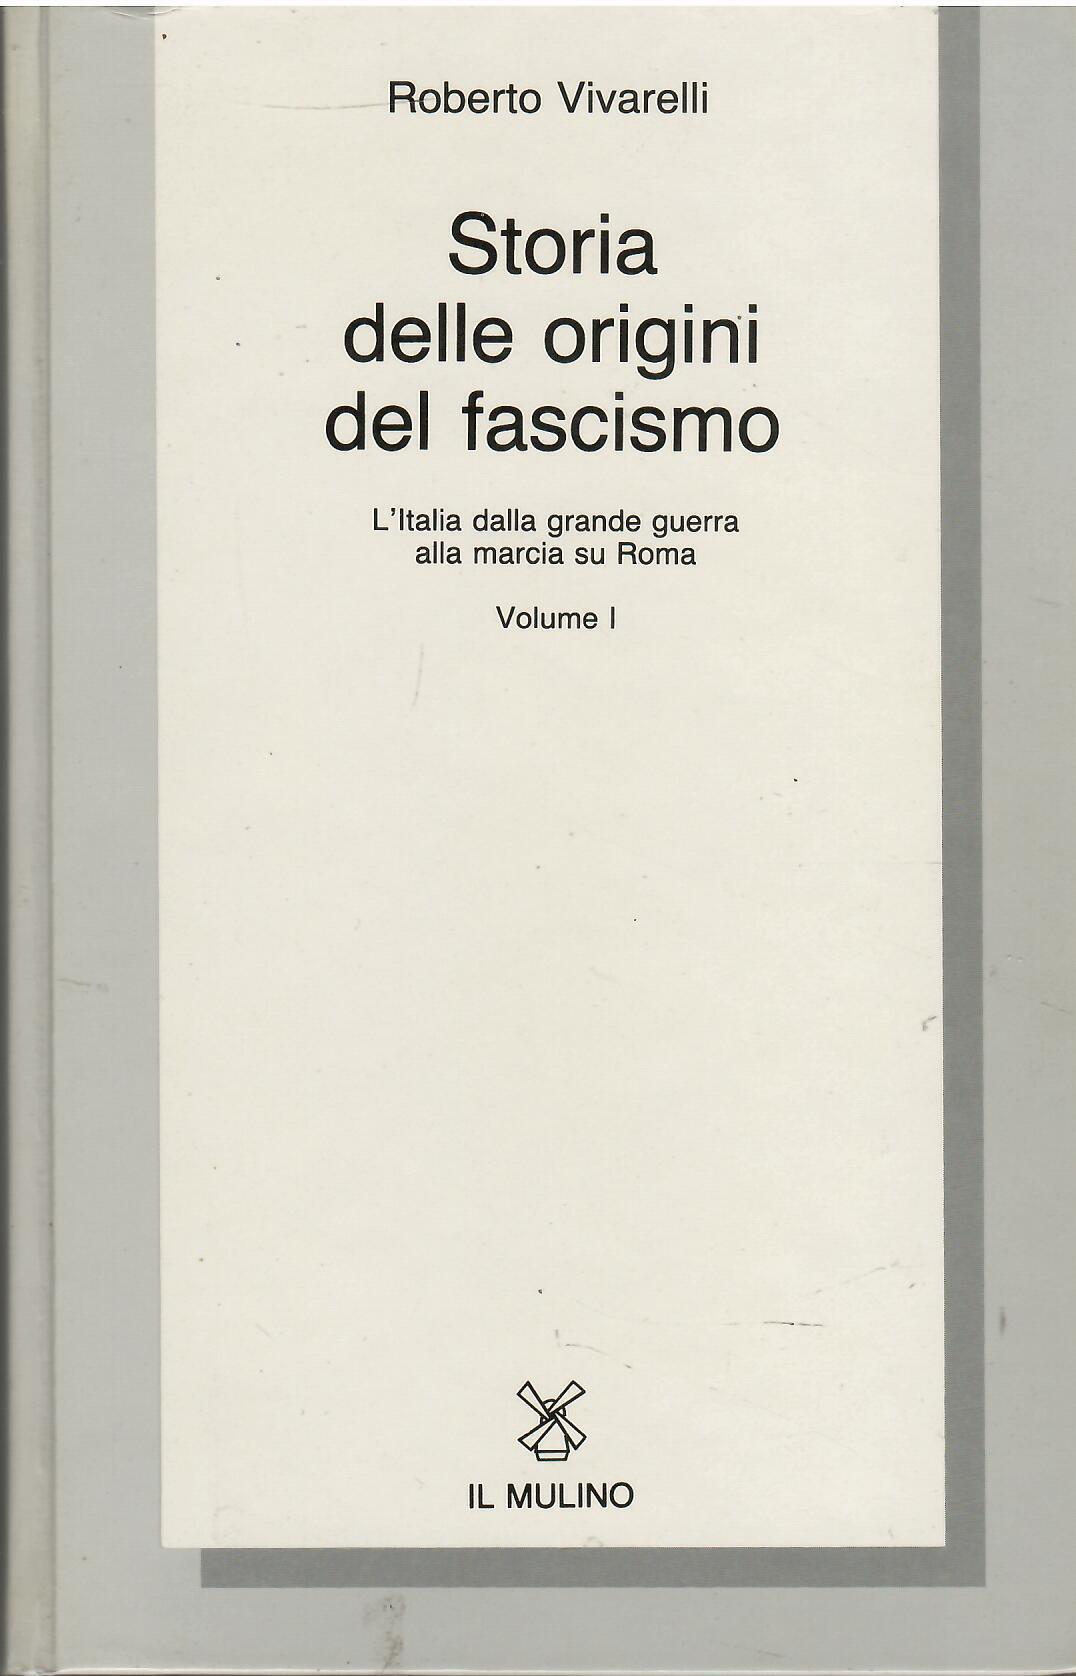 Roberto Vivarelli
Storia
delle origini
del fascismo
L'Italia dalla grande guerra
alla marcia su Roma
Volume I
IL MULINO